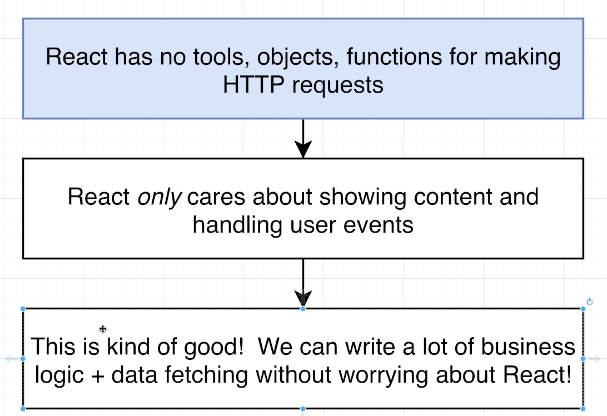 React has no tools, objects, functions for making
HTTP requests
React only cares about showing content and
handling user events
This is kind of good!  We can write a lot of business
logic + data fetching without worrying about React!